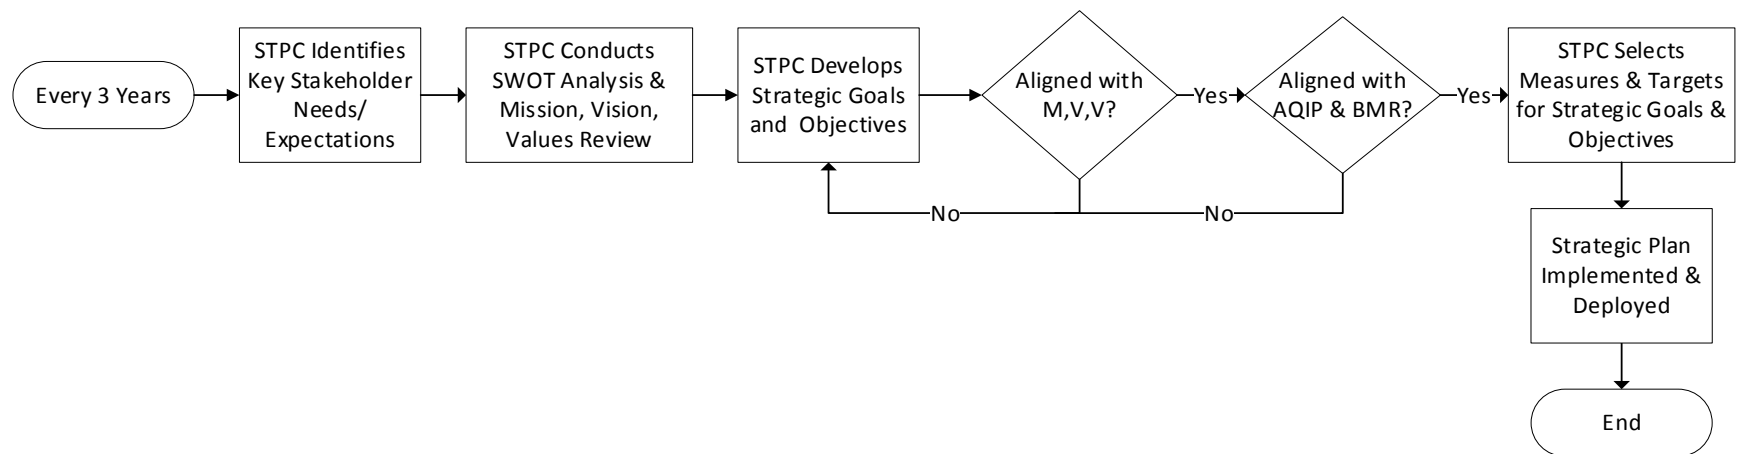 Every 3 Years
STPC Identifies
Key Stakeholder
Needs/
Expectations
STPC Conducts
SWOT Analysis &
Mission, Vision,
Values Review
STPC Develops
Strategic Goals
and Objectives
Aligned with
M,V,V?
Yes
Aligned with
AQIP & BMR?
Yes
STPC Selects
Measures & Targets
for Strategic Goals &
Objectives
No
No
Strategic Plan
Implemented &
Deployed
End